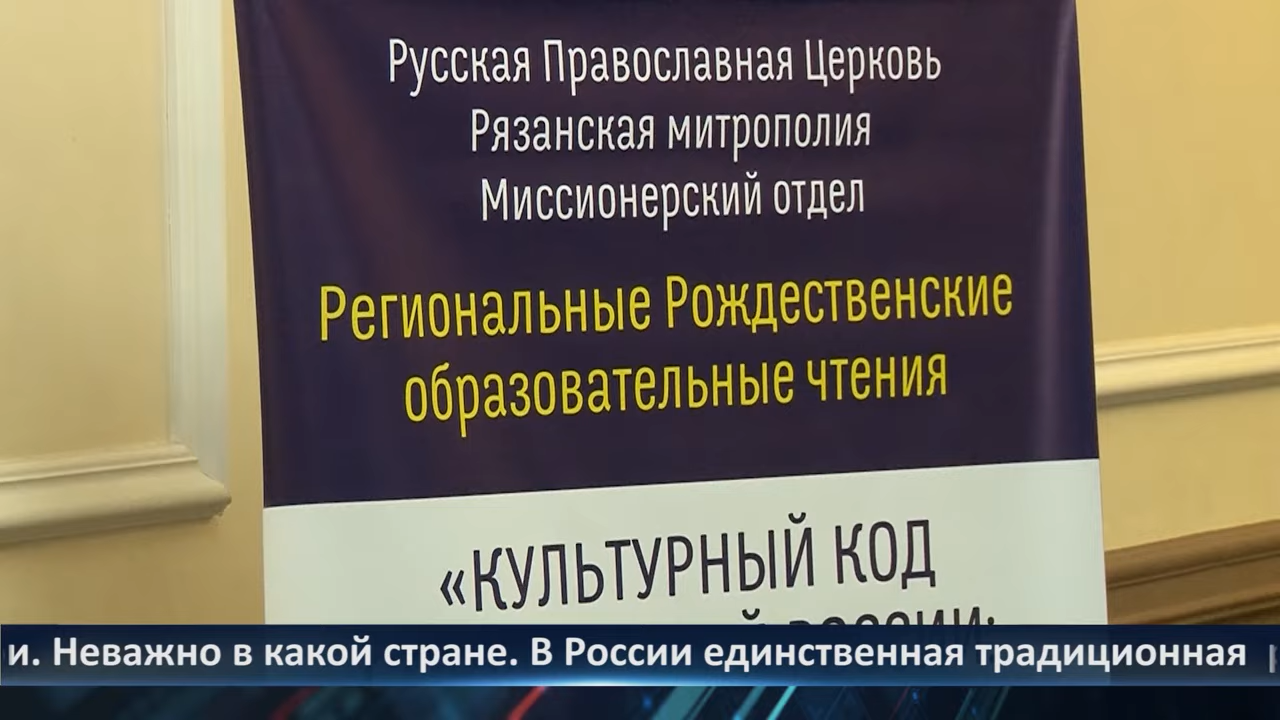 Русская Православная Церковь
Рязанская митрополия
Миссионерский отдел
Региональные Рождественские
образовательные чтения
«КУЛЬТУРНЫЙ КОД
и. Неважно в какой стране. В России единственная традиционная